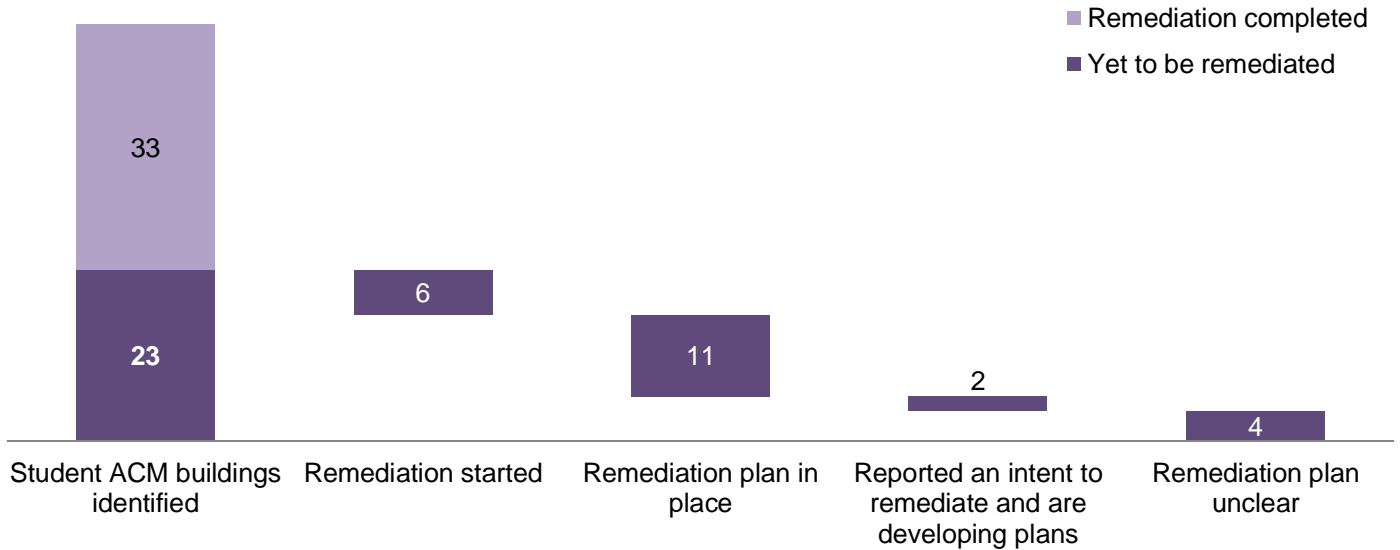 Remediation completed
Yet to be remediated
33
23
6
11
2
4
Student ACM buildings
identified
Remediation started
Remediation plan in
place
Reported an intent to
remediate and are
developing plans
Remediation plan
unclear